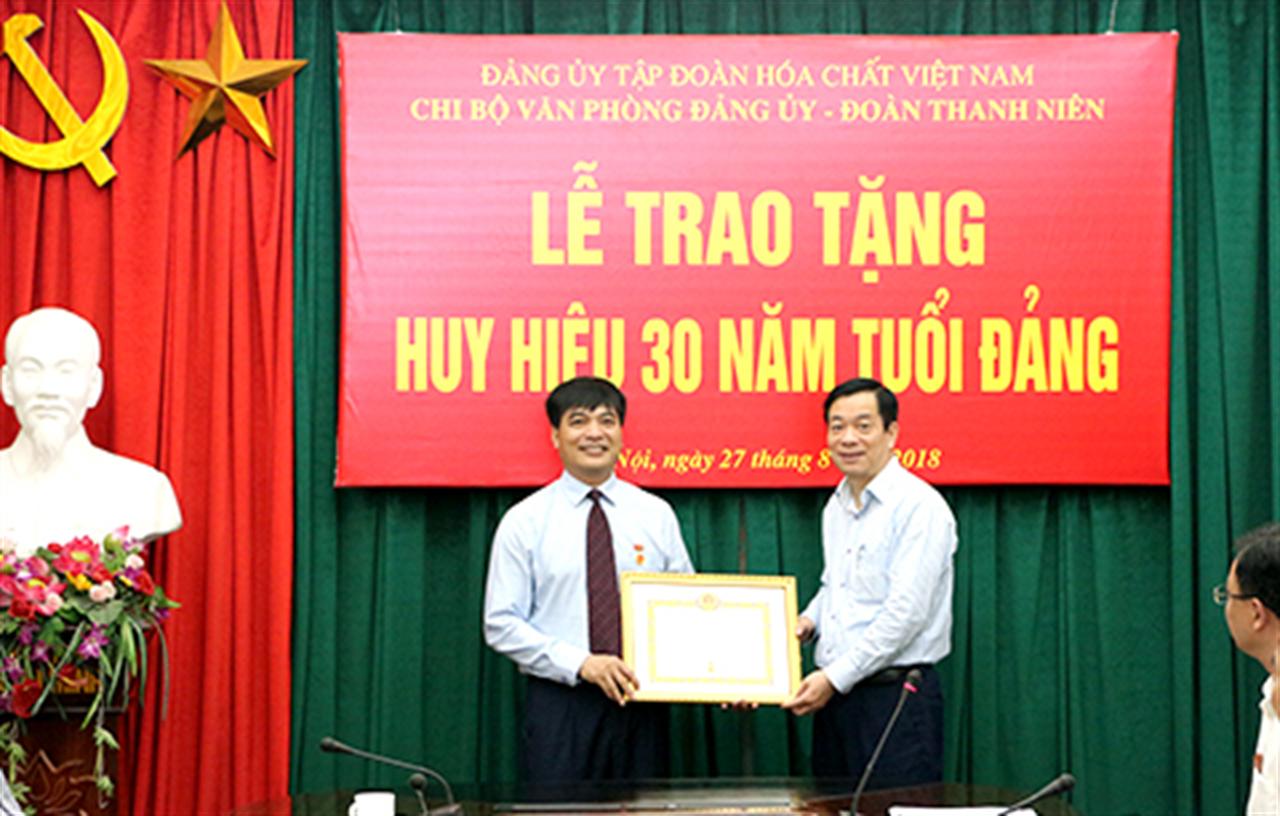 ĐẢNG ỦY TẬP ĐOÀN HÓA CHẤT VIỆT NAM
CHI BỘ VĂN PHÒNG ĐẢNG ỦY - ĐOÀN THANH NIÊN
LỄ TRAO TẶNG
HUY HIỆU 30 NĂM TUỔI ĐẢNG
Nội, ngày 27 tháng 8 2018